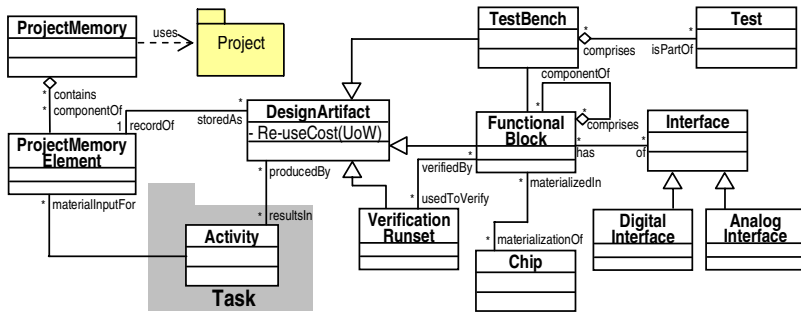 ProjectMemory
uses
Project
TestBench
*
comprises
*
isPartOf
Test
* contains
* componentOf
1 recordOf
*
storedAs
DesignArtifact
- Re-useCost(UoW)
componentOf
*
* comprises
Functional
Block
*
has
*
of
Interface
ProjectMemory
Element
*
materialInputFor
* producedBy
* resultsIn
*
verifiedBy
* usedToVerify
* materializedIn
* materializationOf
Activity
Task
Verification
Runset
Chip
Digital
Interface
Analog
Interface